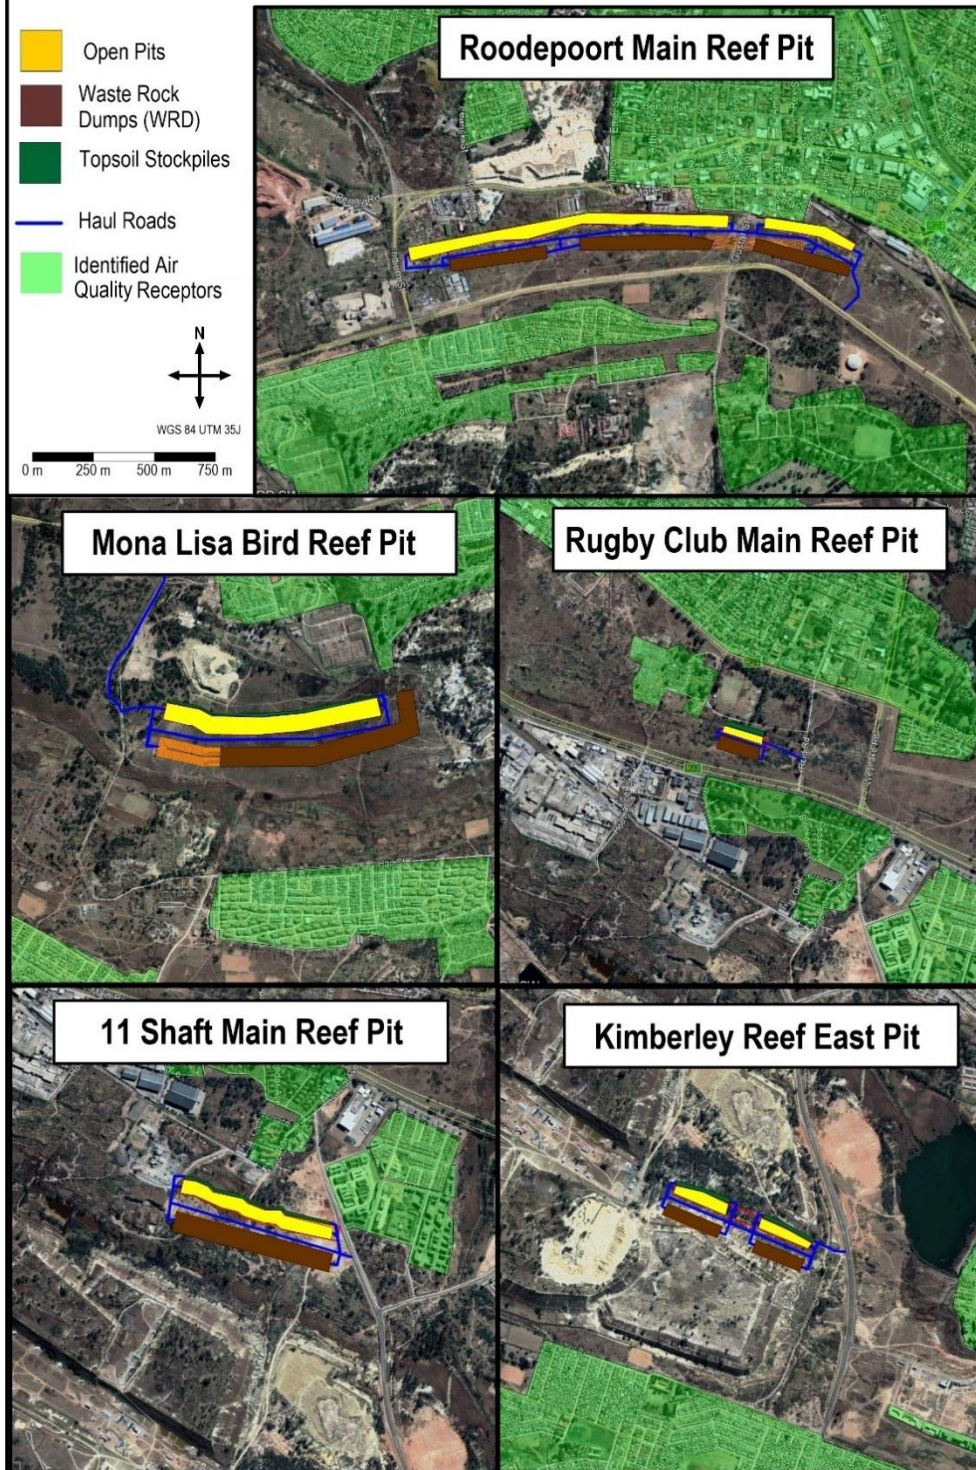 Open Pits
Waste Rock
Dumps (WRD)
Topsoil Stockpiles
Haul Roads
Identified Air
Quality Receptors
N
WGS 84 UTM 35J
0 m 250 m 500 m 750 m
Roodepoort Main Reef Pit
Mona Lisa Bird Reef Pit
Rugby Club Main Reef Pit
11 Shaft Main Reef Pit
Kimberley Reef East Pit